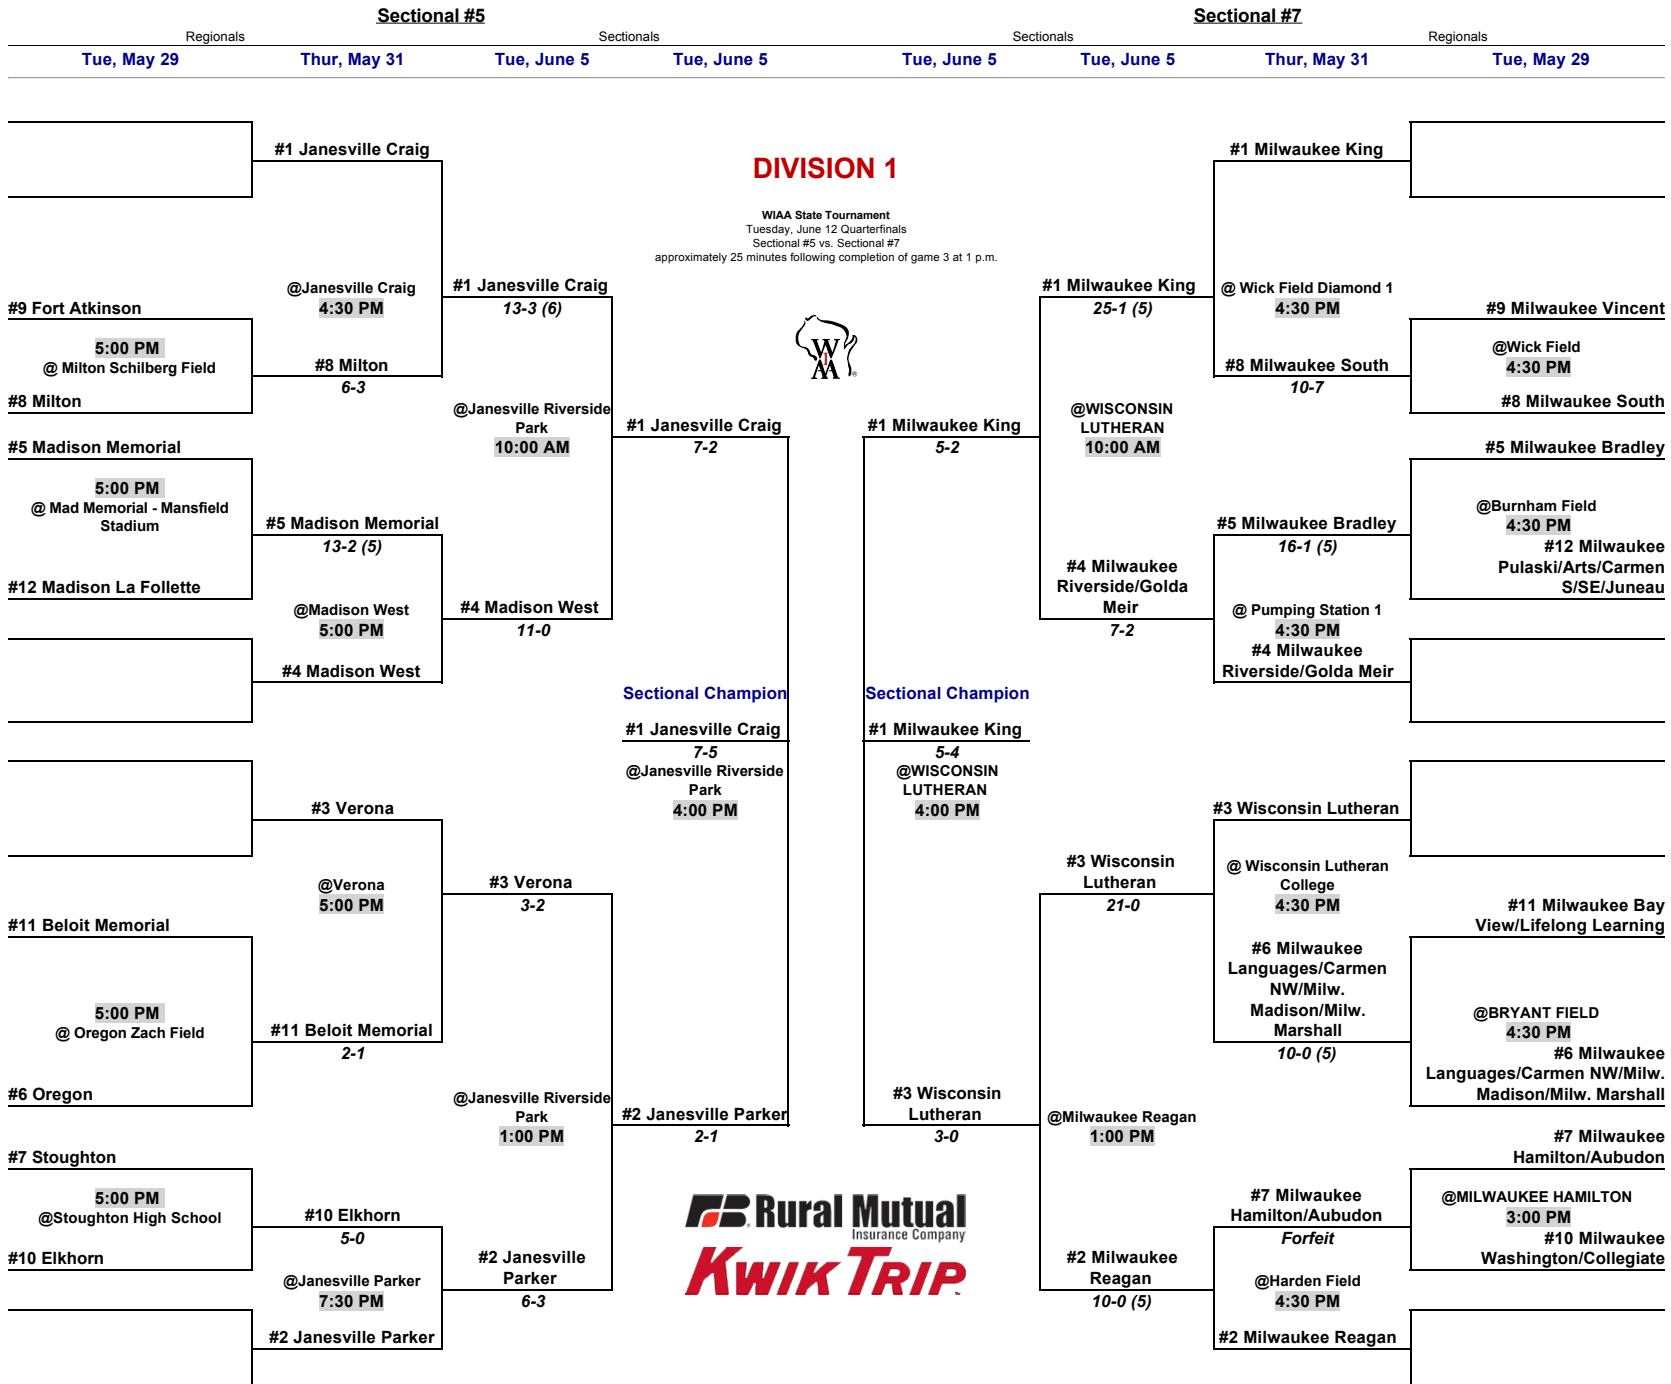 Sectional #5
Sectional #7
Regionals
Sectionals
Sectionals
Regionals
Tue, May 29
Thur, May 31
Tue, June 5
Tue, June 5
Tue, June 5
Tue, June 5
Thur, May 31
Tue, May 29
#1 Janesville Craig
@Janesville Craig
4:30 PM
#9 Fort Atkinson
5:00 PM
@ Milton Schilberg Field
#8 Milton
#8 Milton
6-3
#1 Janesville Craig
13-3 (6)
@Janesville Riverside
Park
10:00 AM
#5 Madison Memorial
5:00 PM
@ Mad Memorial - Mansfield
Stadium
#12 Madison La Follette
#5 Madison Memorial
13-2 (5)
@Madison West
5:00 PM
#4 Madison West
#4 Madison West
11-0
#1 Janesville Craig
7-2
Sectional Champion
#1 Janesville Craig
7-5
@Janesville Riverside
Park
4:00 PM
#3 Verona
@Verona
5:00 PM
#11 Beloit Memorial
5:00 PM
@ Oregon Zach Field
#6 Oregon
#11 Beloit Memorial
2-1
#3 Verona
3-2
@Janesville Riverside
Park
1:00 PM
#2 Janesville Parker
2-1
#7 Stoughton
5:00 PM
@Stoughton High School
#10 Elkhorn
#10 Elkhorn
5-0
@Janesville Parker
7:30 PM
#2 Janesville Parker
#2 Janesville
Parker
6-3
DIVISION 1
WIAA State Tournament
Tuesday, June 12 Quarterfinals
Sectional #5 vs. Sectional #7
approximately 25 minutes following completion of game 3 at 1 p.m.
WIAA
®
#1 Milwaukee King
@ Wick Field Diamond 1
4:30 PM
#9 Milwaukee Vincent
@Wick Field
4:30 PM
#8 Milwaukee South
#8 Milwaukee South
10-7
#1 Milwaukee King
25-1 (5)
@WISCONSIN
LUTHERAN
10:00 AM
#1 Milwaukee King
5-2
#5 Milwaukee Bradley
@Burnham Field
4:30 PM
#12 Milwaukee
Pulaski/Arts/Carmen
S/SE/Juneau
#5 Milwaukee Bradley
16-1 (5)
@ Pumping Station 1
4:30 PM
#4 Milwaukee
Riverside/Golda Meir
#4 Milwaukee
Riverside/Golda
Meir
7-2
Sectional Champion
#1 Milwaukee King
5-4
@WISCONSIN
LUTHERAN
4:00 PM
#3 Wisconsin Lutheran
@ Wisconsin Lutheran
College
4:30 PM
#11 Milwaukee Bay
View/Lifelong Learning
@BRYANT FIELD
4:30 PM
#6 Milwaukee
Languages/Carmen NW/Milw.
Madison/Milw. Marshall
#6 Milwaukee
Languages/Carmen
NW/Milw.
Madison/Milw.
Marshall
10-0 (5)
#3 Wisconsin
Lutheran
21-0
@Milwaukee Reagan
1:00 PM
#3 Wisconsin
Lutheran
3-0
#7 Milwaukee
Hamilton/Aubudon
@MILWAUKEE HAMILTON
3:00 PM
#10 Milwaukee
Washington/Collegiate
#7 Milwaukee
Hamilton/Aubudon
Forfeit
@Harden Field
4:30 PM
#2 Milwaukee Reagan
#2 Milwaukee
Reagan
10-0 (5)
Rural Mutual
Insurance Company
KWIK TRIP